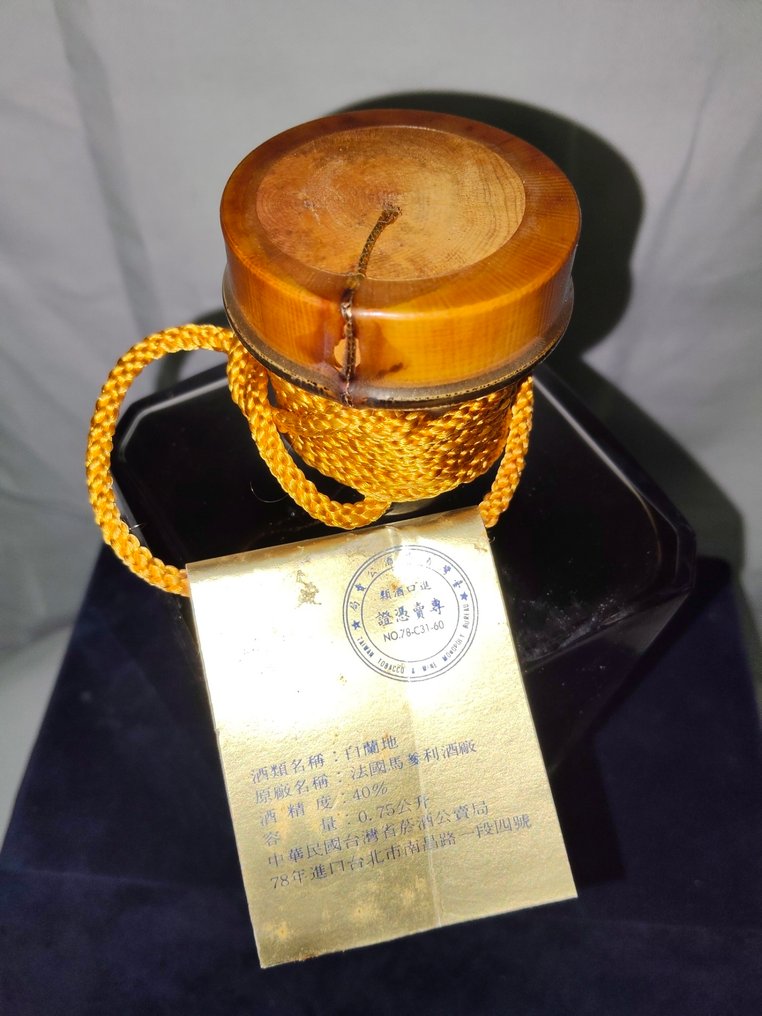 進口酒類
專賣憑證
NO.78-C31-60
TAIWAN TOBACCO & WINE MONOPOLY BUREAU
酒類名稱：白蘭地
原廠名稱：法國馬爹利酒廠
酒精度：40%
容量：0.75公升
中華民國台灣省菸酒公賣局
78年進口台北市南昌路一段四號